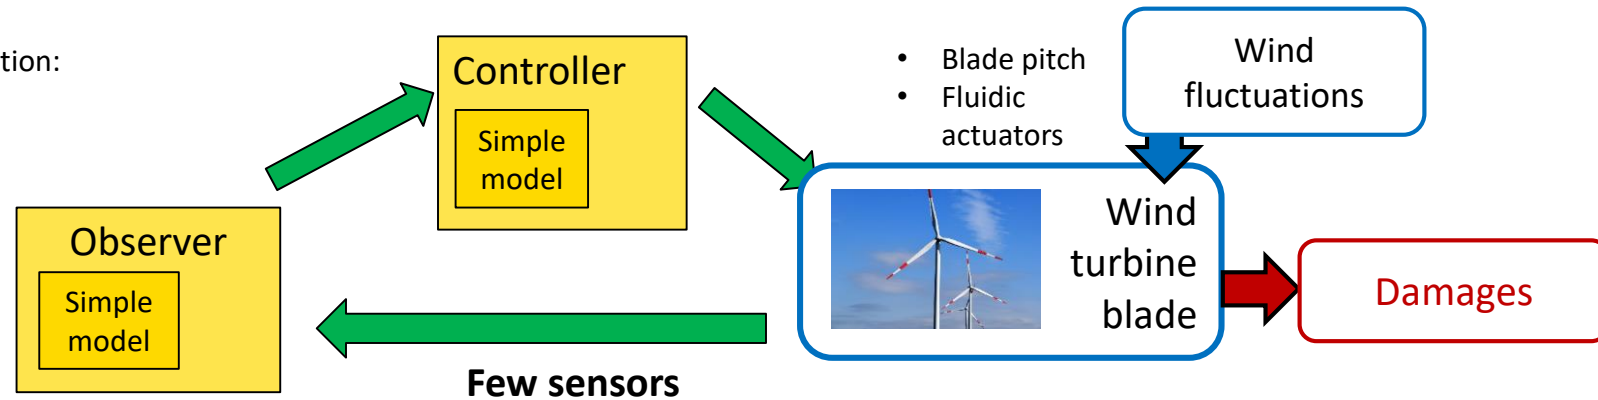 tion:
Controller
Simple
model
• Blade pitch
• Fluidic
actuators
Wind
fluctuations
Observer
Simple
model
Few sensors
Wind
turbine
blade
Damages